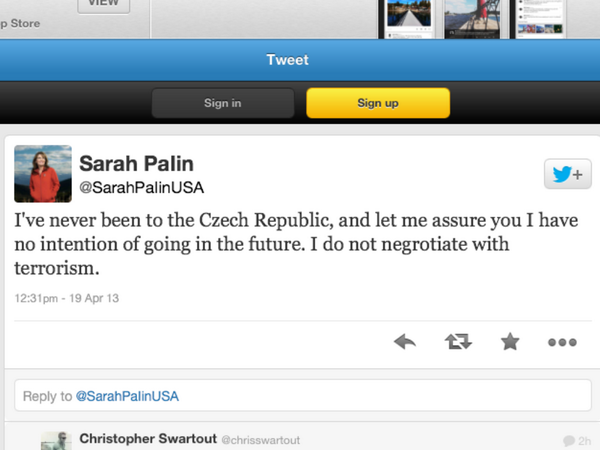 VIEW
p Store
Tweet
Sign in
Sign up
Sarah Palin
@SarahPalinUSA
I've never been to the Czech Republic, and let me assure you I have
no intention of going in the future. I do not negrotiate with
terrorism.
12:31pm - 19 Apr 13
Reply to @SarahPalinUSA
Christopher Swartout @chrisswartout
2h